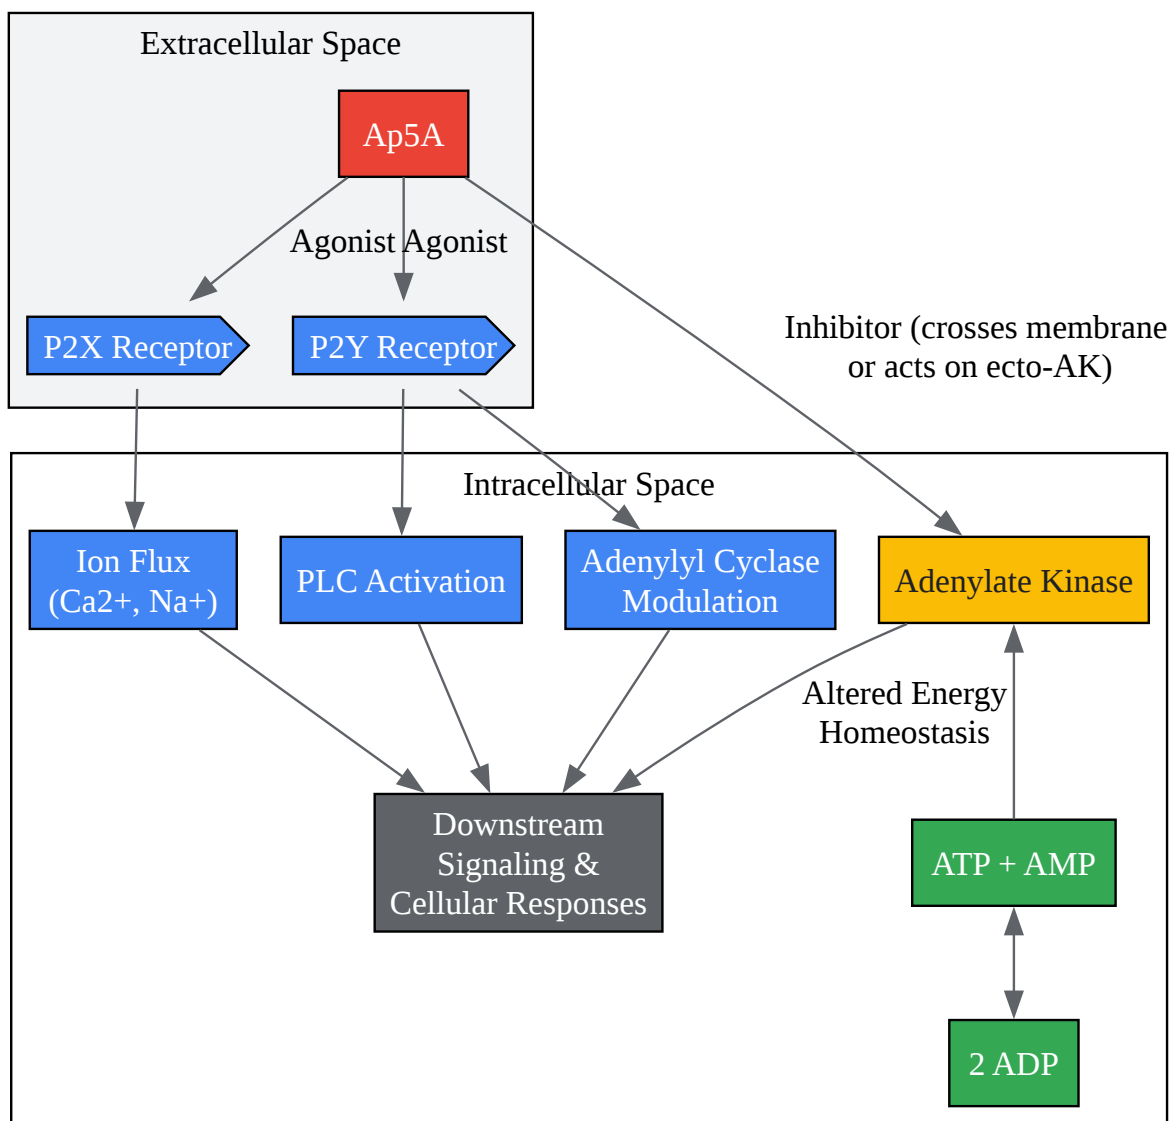 Extracellular Space
Ap5A
Agonist Agonist
P2X Receptor
P2Y Receptor
Inhibitor (crosses membrane
or acts on ecto-AK)
Intracellular Space
Ion Flux
(Ca2+, Na+)
PLC Activation
Adenylyl Cyclase
Modulation
Adenylate Kinase
Altered Energy
Homeostasis
Downstream
Signaling &
Cellular Responses
ATP + AMP
2 ADP